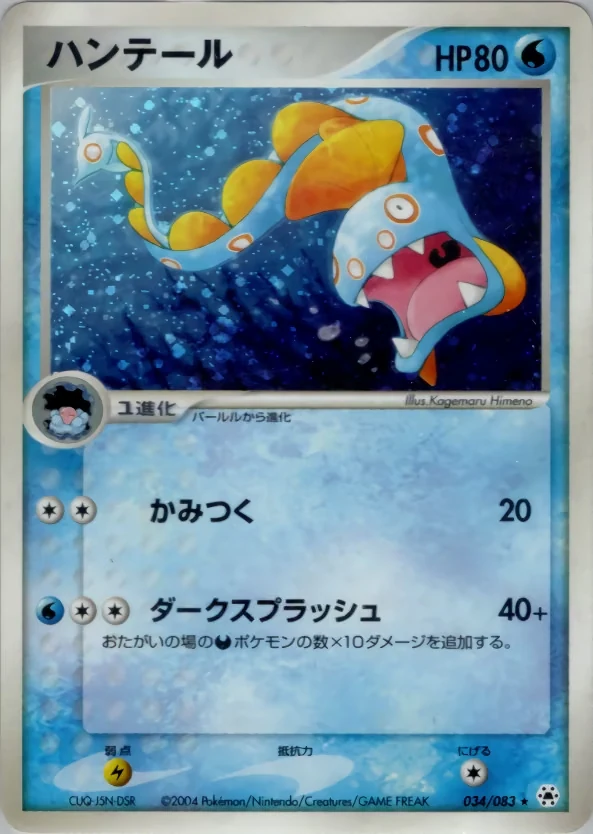 ハンテール
HP80
Illus. Kagemaru Himeno
1進化
パールルから進化
かみつく 20
ダークスプラッシュ 40+
おたがいの場のポケモンの数×10ダメージを追加する。
弱点 抵抗力 にげる
CUQ-J5N-DSR ©2004 Pokémon/Nintendo/Creatures/GAME FREAK 034/083 ★